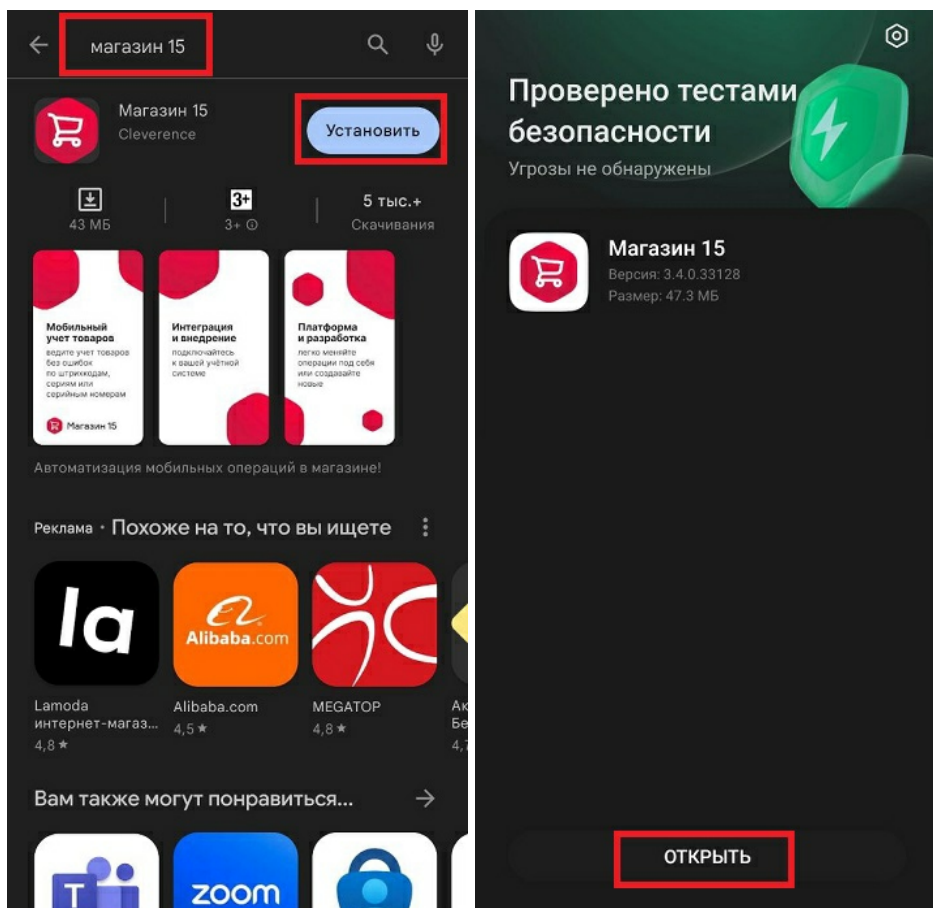 магазин 15
Магазин 15
Cleverence
Установить
43 МБ
3+
3+
5 тыс.+
Скачивания
Мобильный
учет товаров
ведите учет товаров
без ошибок
по штрихкодам,
сериям или
серийным номерам
Магазин 15
Интеграция
и внедрение
подключайтесь
к вашей учётной
системе
Платформа
и разработка
легко меняйте
операции под себя
или создавайте
новые
Автоматизация мобильных операций в магазине!
Реклама · Похоже на то, что вы ищете
la
Alibaba.com
Lamoda
интернет-магаз...
4,8 ★
Alibaba.com
4,5 ★
MEGATOP
4,8 ★
Ак
Бе
4,7
Вам также могут понравиться...
T
zoom
Проверено тестами
безопасности
Угрозы не обнаружены
Магазин 15
Версия: 3.4.0.33128
Размер: 47.3 МБ
ОТКРЫТЬ